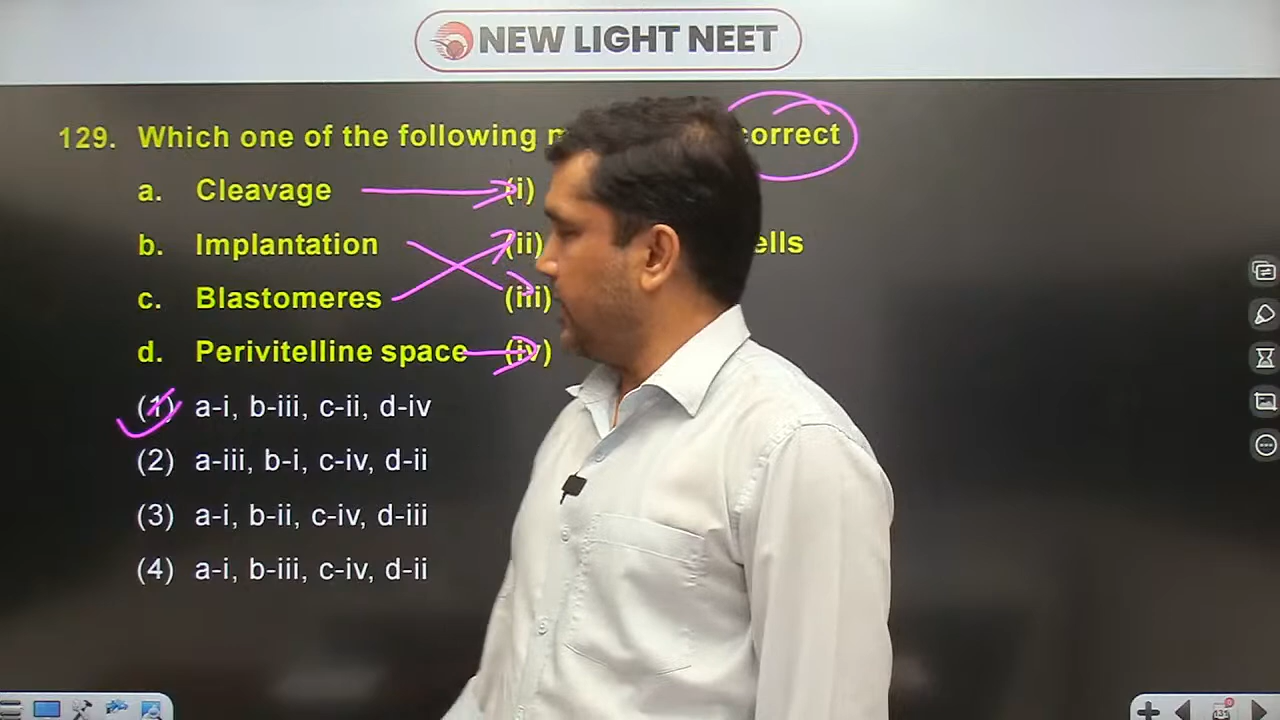 NEW LIGHT NEET
129. Which one of the following correct
a. Cleavage (i)
b. Implantation (ii)
c. Blastomeres (iii)
d. Perivitelline space (iv)
(1) a-i, b-iii, c-ii, d-iv
(2) a-iii, b-i, c-iv, d-ii
(3) a-i, b-ii, c-iv, d-iii
(4) a-i, b-iii, c-iv, d-ii